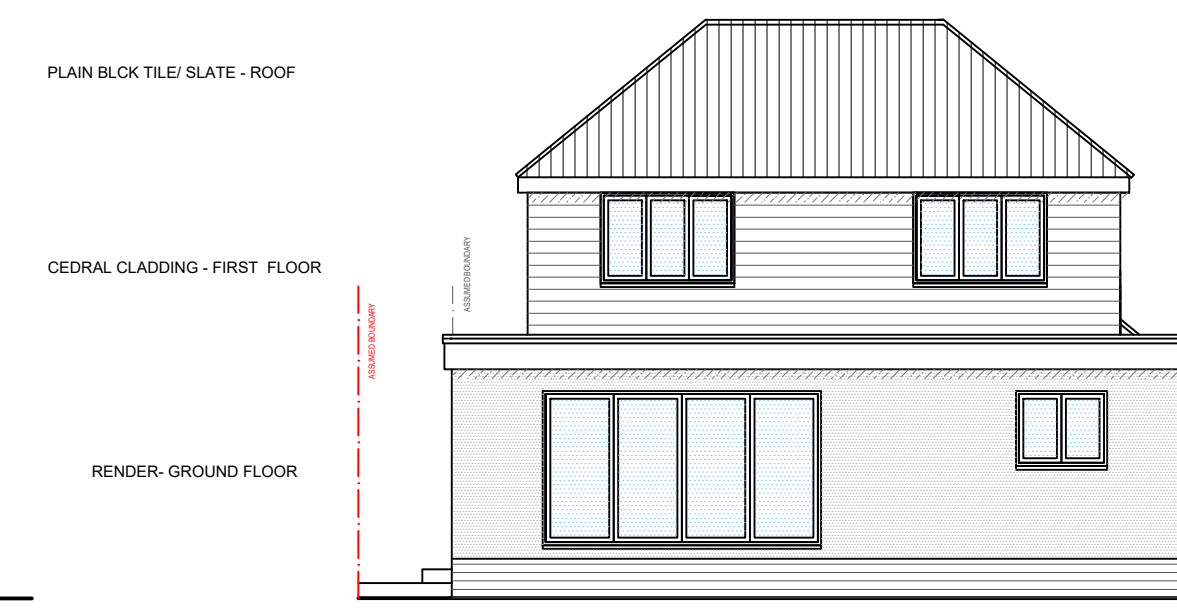 PLAIN BLCK TILE/ SLATE - ROOF
CEDRAL CLADDING - FIRST  FLOOR
ASSUMED BOUNDARY
ASSUMED BOUNDARY
RENDER- GROUND FLOOR